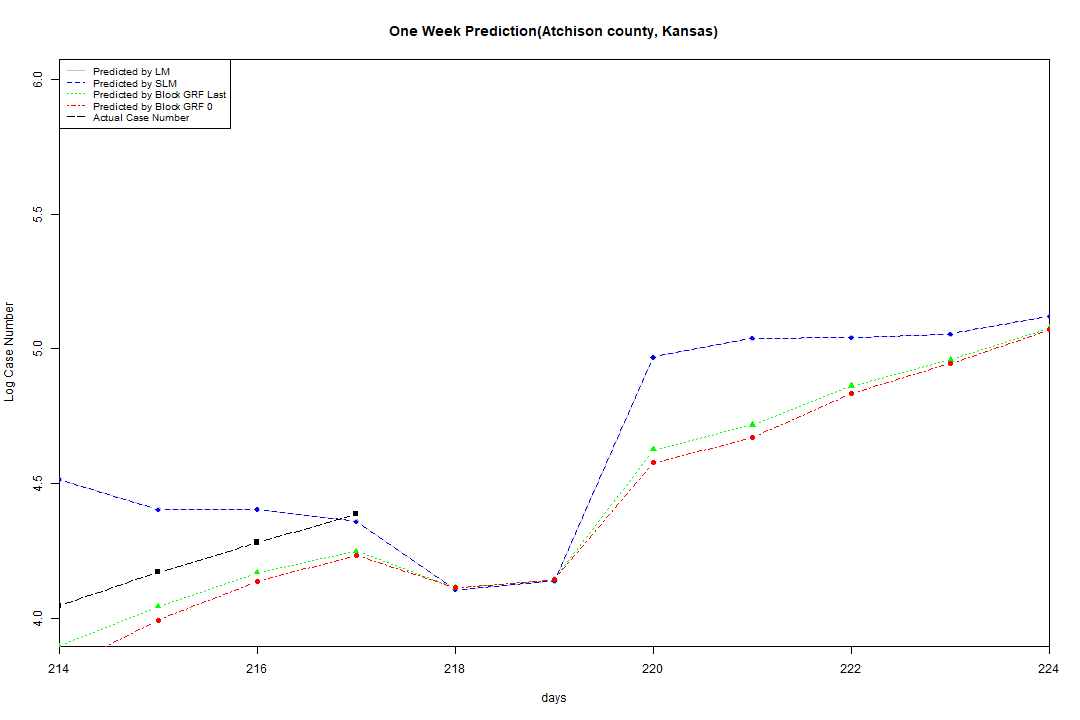 One Week Prediction(Atchison county, Kansas)
Predicted by LM
Predicted by SLM
Predicted by Block GRF Last
Predicted by Block GRF 0
Actual Case Number
6.0
5.5
5.0
4.5
4.0
Log Case Number
214 216 218 220 222 224
days